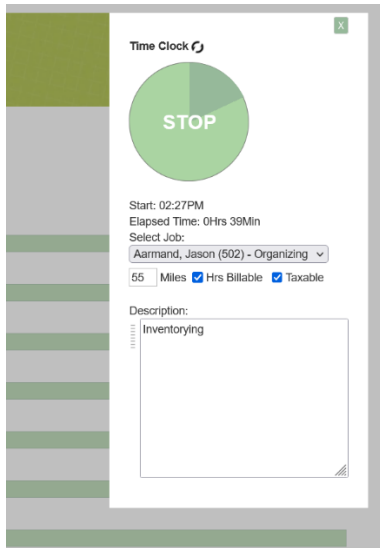 X
Time Clock
STOP
Start: 02:27PM
Elapsed Time: 0Hrs 39Min
Select Job:
Aarmand, Jason (502) - Organizing
55 Miles Hrs Billable Taxable
Description:
Inventorying